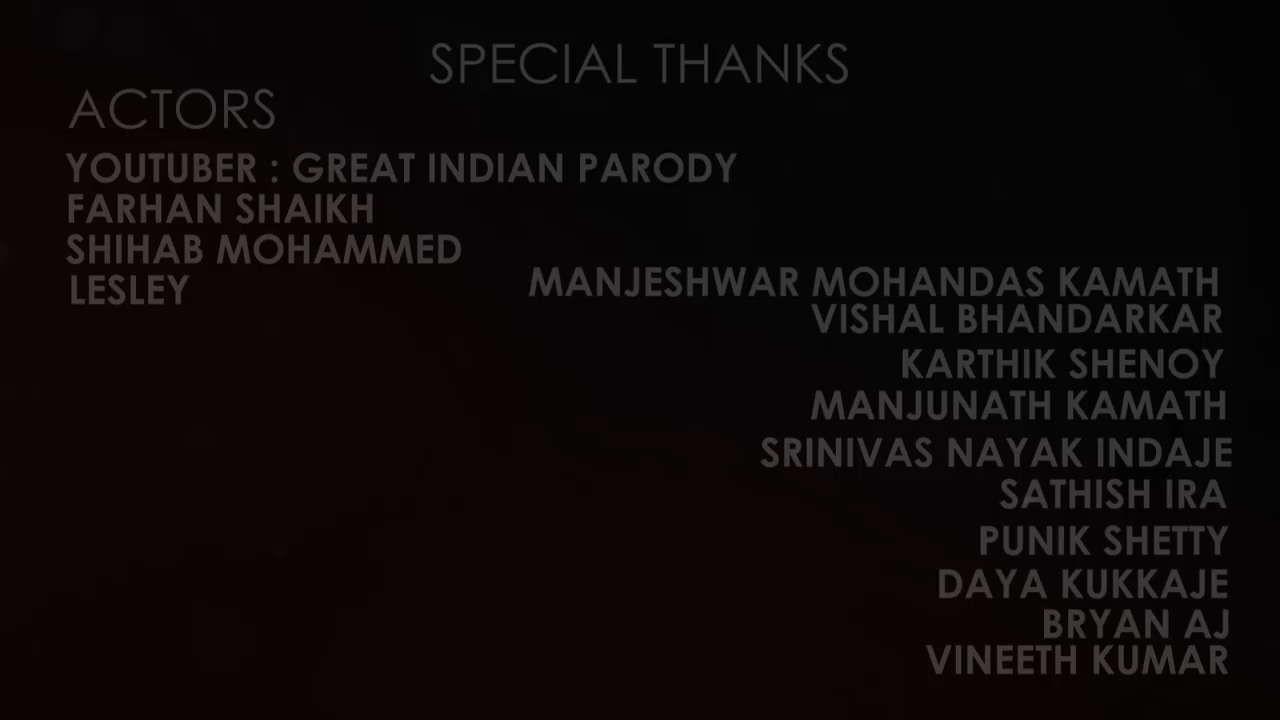 SPECIAL THANKS
ACTORS
YOUTUBER : GREAT INDIAN PARODY
FARHAN SHAIKH
SHIHAB MOHAMMED
LESLEY
MANJESHWAR MOHANDAS KAMATH
VISHAL BHANDARKAR
KARTHIK SHENOY
MANJUNATH KAMATH
SRINIVAS NAYAK INDAJE
SATHISH IRA
PUNIK SHETTY
DAYA KUKKAJE
BRYAN AJ
VINEETH KUMAR